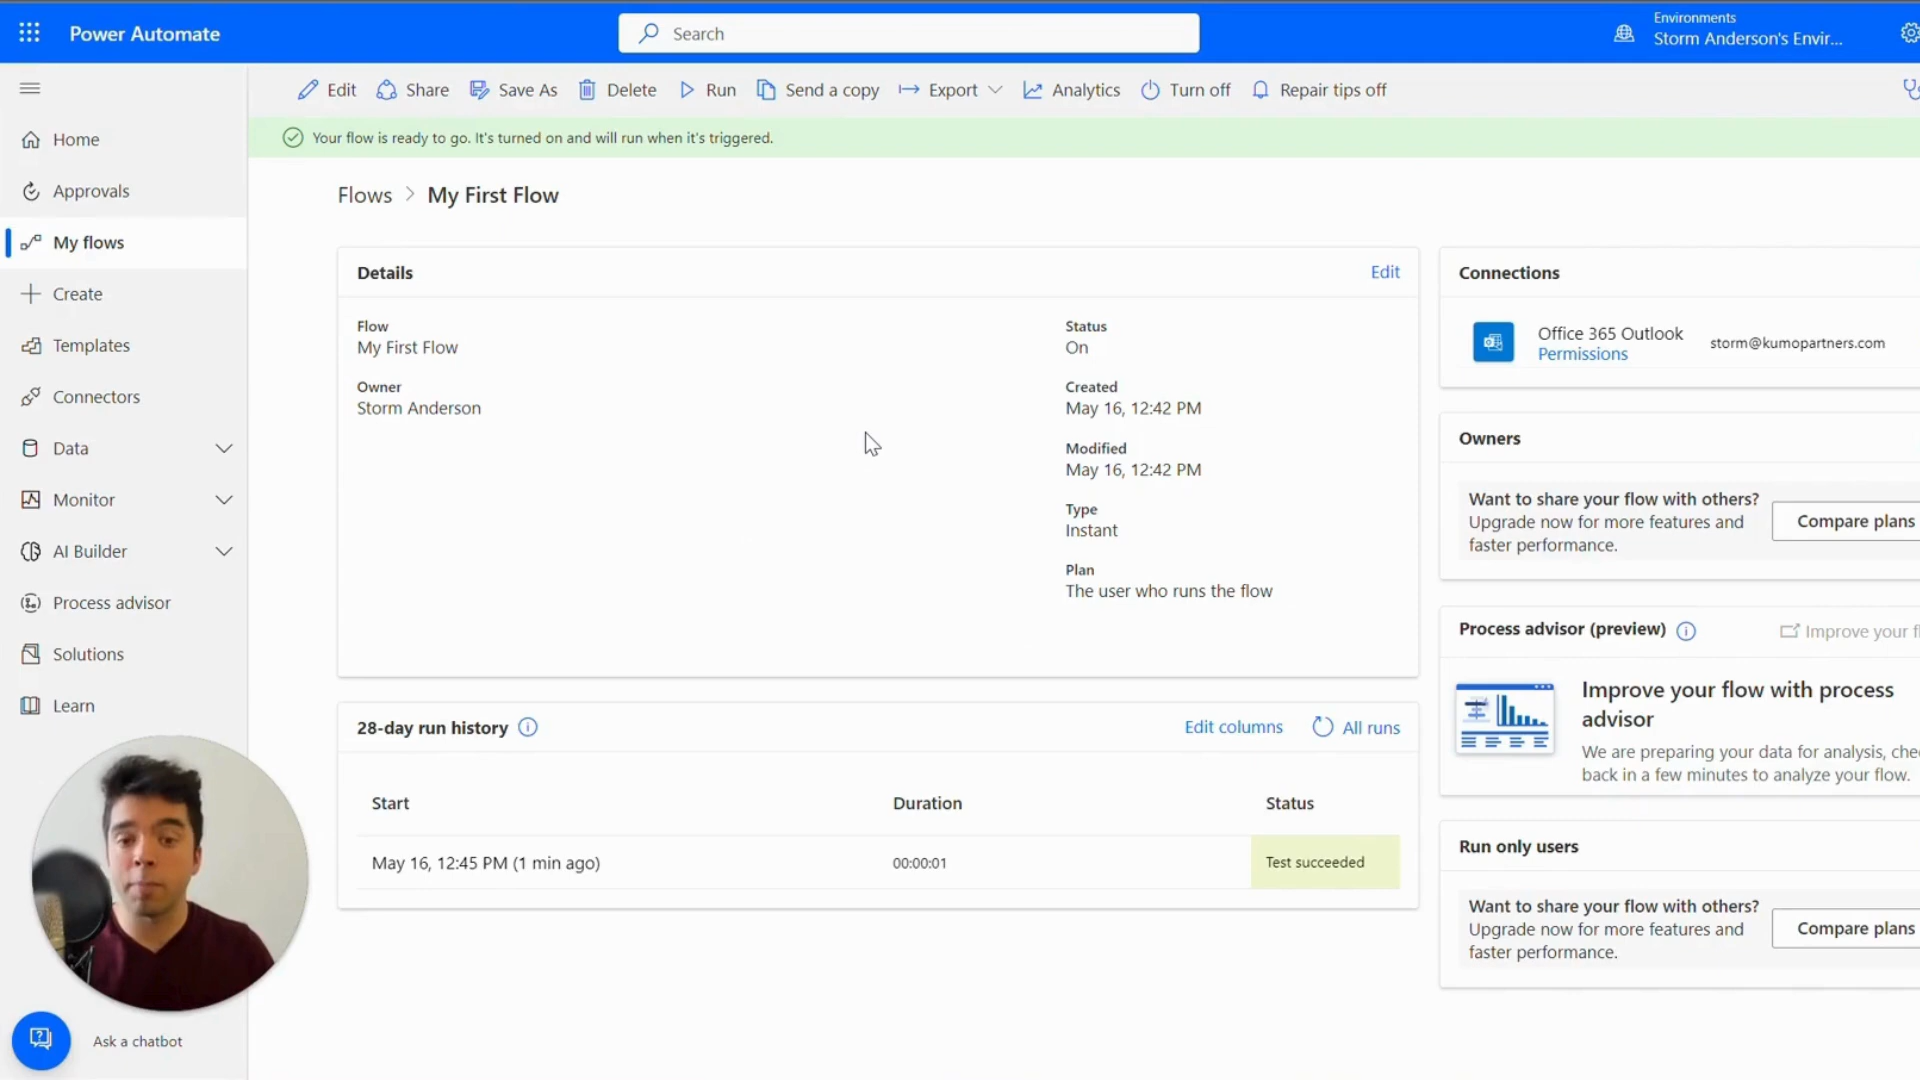 Power Automate
Search
Environments
Storm Anderson's Envir...
Edit
Share
Save As
Delete
Run
Send a copy
Export
Analytics
Turn off
Repair tips off
Your flow is ready to go. It's turned on and will run when it's triggered.
Home
Approvals
My flows
Create
Templates
Connectors
Data
Monitor
AI Builder
Process advisor
Solutions
Learn
Ask a chatbot
Flows > My First Flow
Details
Edit
Flow
My First Flow
Owner
Storm Anderson
Status
On
Created
May 16, 12:42 PM
Modified
May 16, 12:42 PM
Type
Instant
Plan
The user who runs the flow
28-day run history
Edit columns
All runs
Start
Duration
Status
May 16, 12:45 PM (1 min ago)
00:00:01
Test succeeded
Connections
Office 365 Outlook
Permissions
storm@kumopartners.com
Owners
Want to share your flow with others?
Upgrade now for more features and
faster performance.
Compare plans
Process advisor (preview)
Improve your fl
Improve your flow with process
advisor
We are preparing your data for analysis, chec
back in a few minutes to analyze your flow.
Run only users
Want to share your flow with others?
Upgrade now for more features and
faster performance.
Compare plans